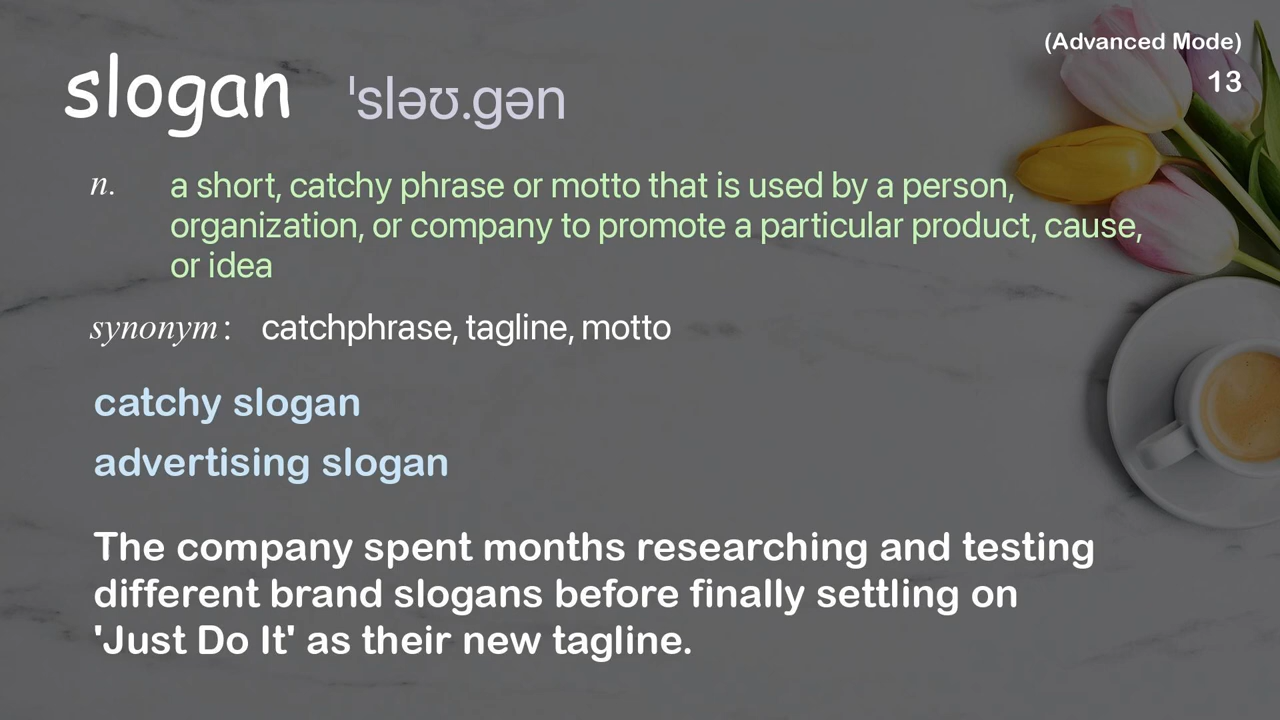 (Advanced Mode)
13
slogan ˈsləʊ.gən
n. a short, catchy phrase or motto that is used by a person,
organization, or company to promote a particular product, cause,
or idea
synonym: catchphrase, tagline, motto
catchy slogan
advertising slogan
The company spent months researching and testing
different brand slogans before finally settling on
'Just Do It' as their new tagline.